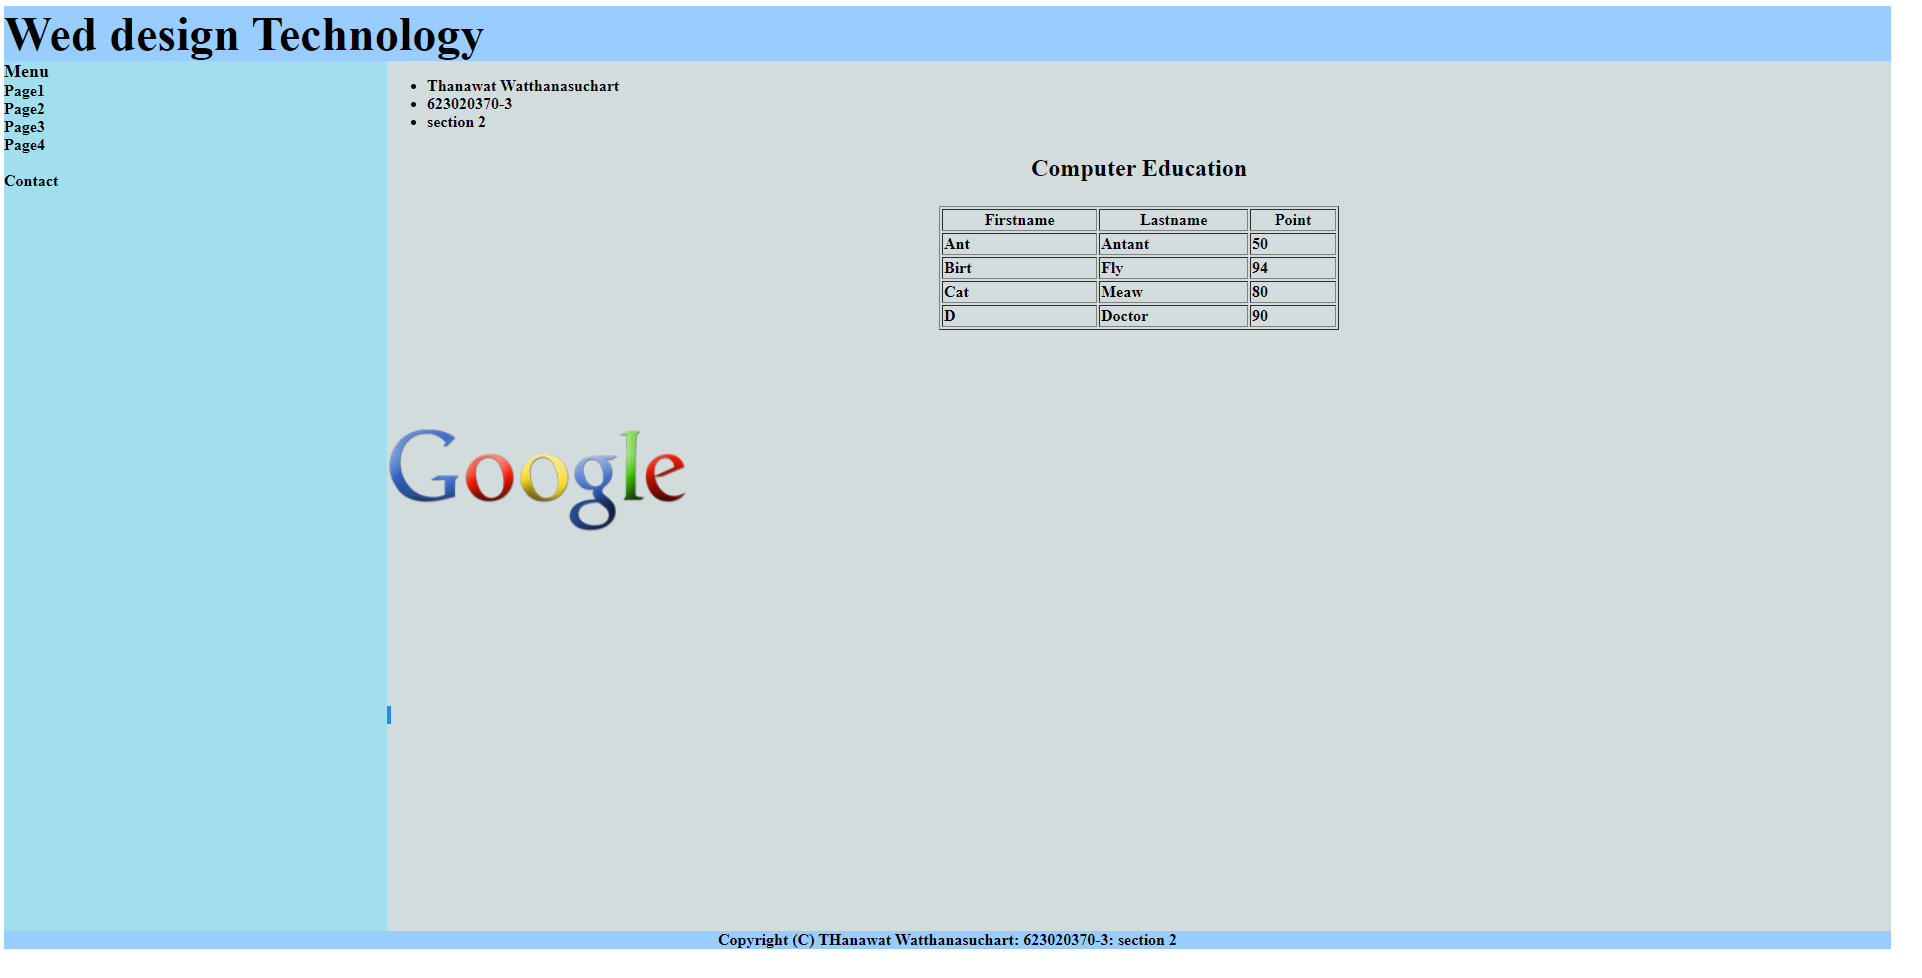 Wed design Technology
Menu
Page1
Page2
Page3
Page4
Contact
Thanawat Watthanasuchart
623020370-3
section 2
Computer Education
Firstname Lastname Point
Ant Antant 50
Birt Fly 94
Cat Meaw 80
D Doctor 90
Google
Copyright (C) THanawat Watthanasuchart: 623020370-3: section 2